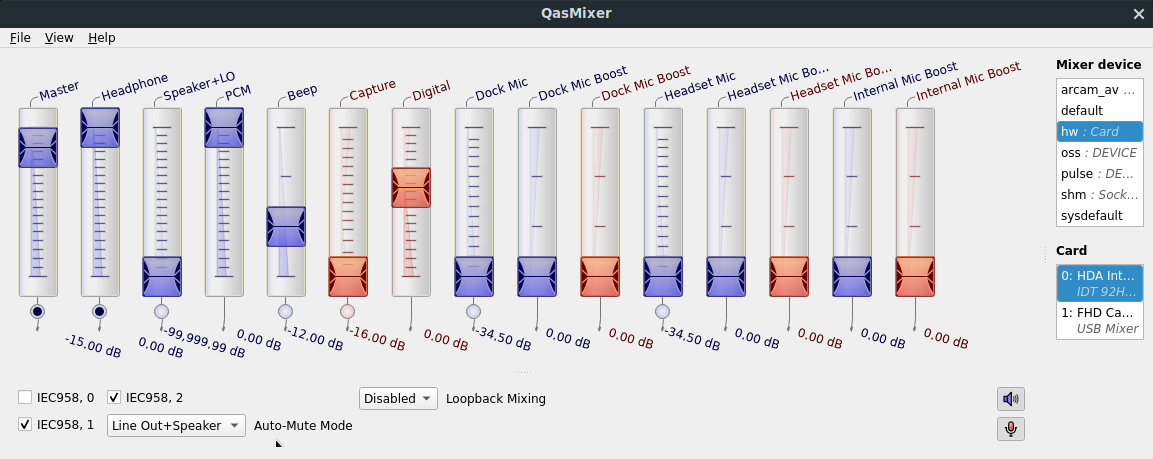 QasMixer
File View Help
Master
Headphone
Speaker+LO
PCM
Beep
Capture
Digital
Dock Mic
Dock Mic Boost
Dock Mic Boost
Headset Mic
Headset Mic Bo...
Headset Mic Bo...
Internal Mic Boost
Internal Mic Boost
-15.00 dB
0.00 dB
-99,999.99 dB
0.00 dB
-12.00 dB
-16.00 dB
0.00 dB
-34.50 dB
0.00 dB
0.00 dB
-34.50 dB
0.00 dB
0.00 dB
0.00 dB
0.00 dB
IEC958, 0
IEC958, 2
Disabled
Loopback Mixing
IEC958, 1
Line Out+Speaker
Auto-Mute Mode
Mixer device
arcam_av ...
default
hw : Card
oss : DEVICE
pulse : DE...
shm : Sock...
sysdefault
Card
0: HDA Int...
IDT 92H...
1: FHD Ca...
USB Mixer